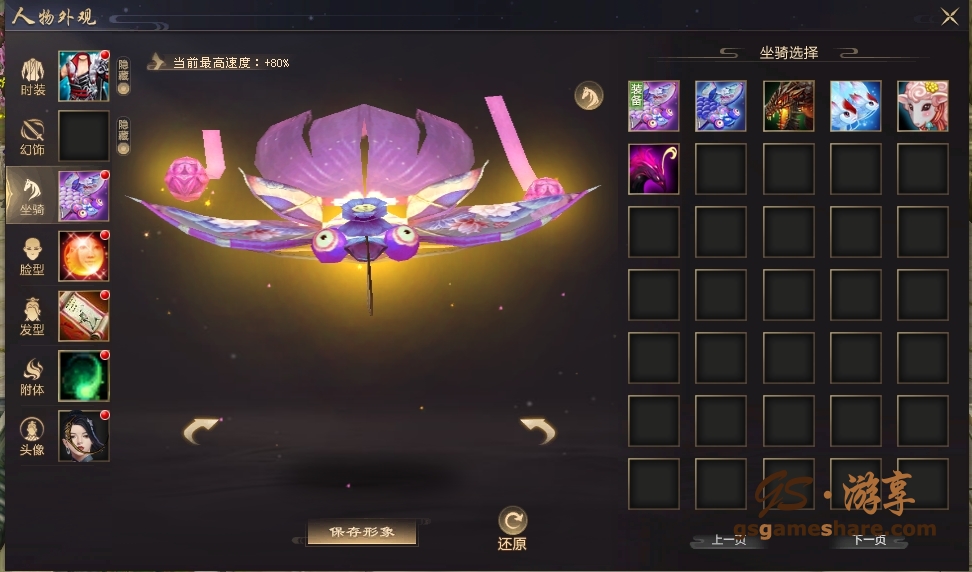 人物外观
当前最高速度：+80%
时装
隐藏
幻饰
隐藏
坐骑
脸型
发型
附体
头像
保存形象
还原
坐骑选择
装备
GS·游享
gsgameshare.com
上一页
下一页